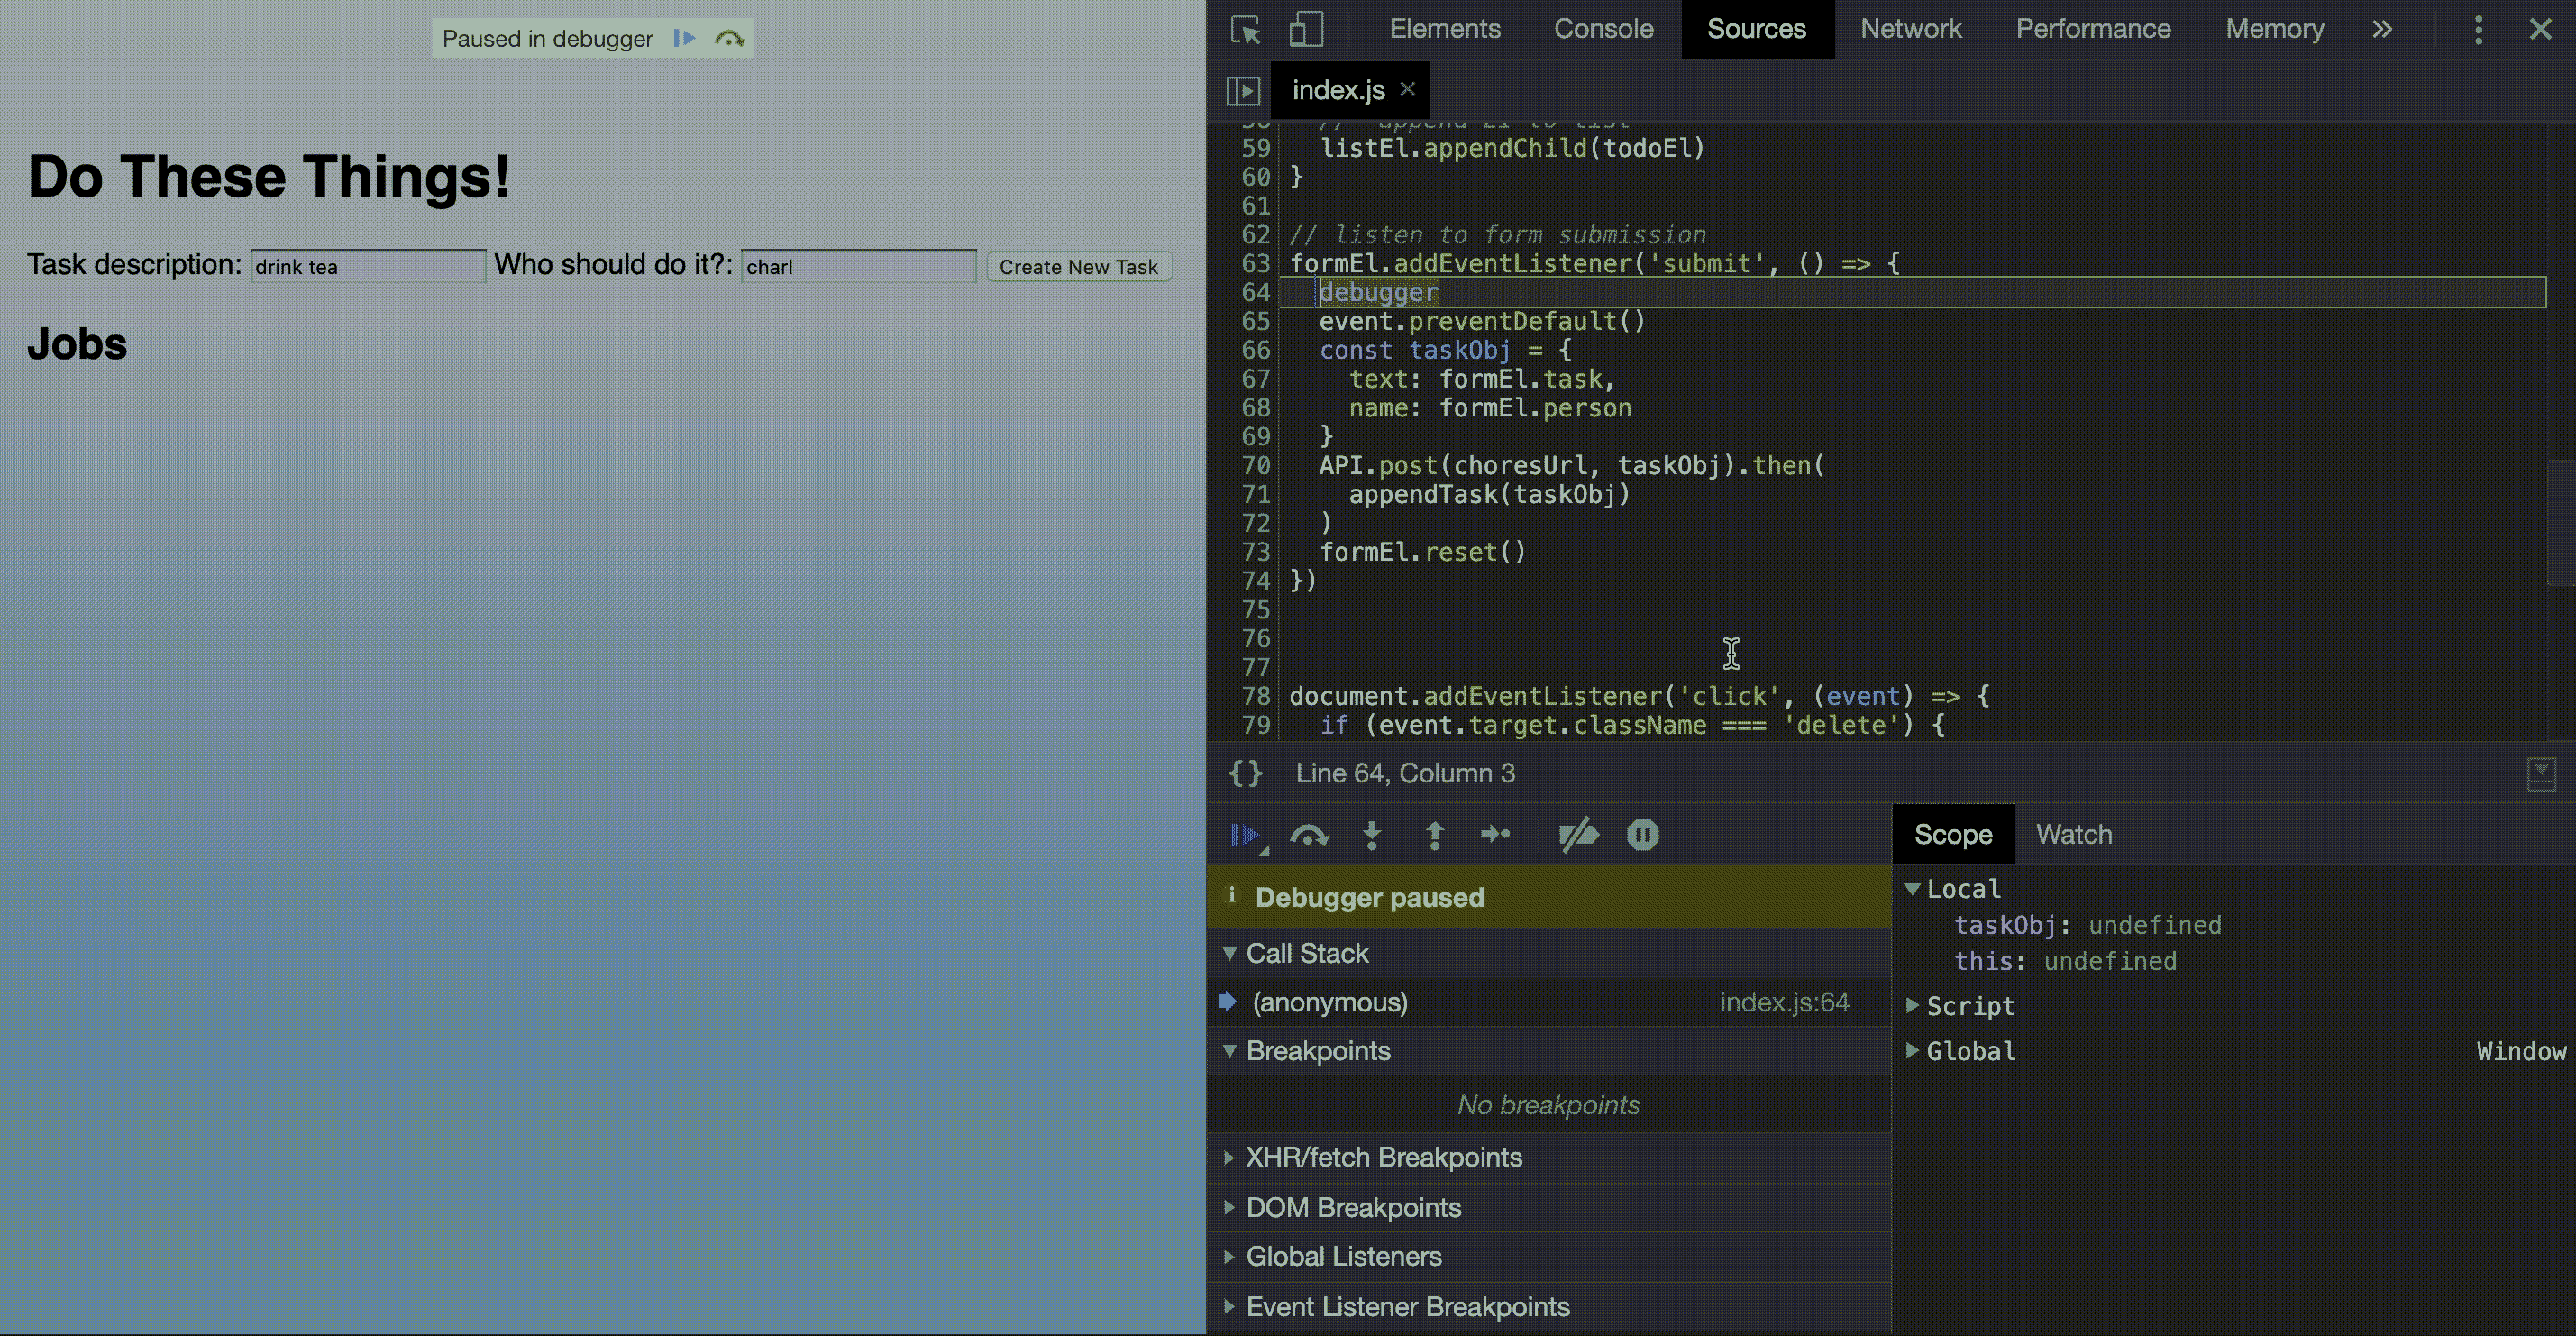 Paused in debugger
Do These Things!
Task description: drink tea Who should do it?: charl Create New Task
Jobs
Elements Console Sources Network Performance Memory
index.js
58 // append LI to list
59 listEl.appendChild(todoEl)
60 }
61
62 // listen to form submission
63 formEl.addEventListener('submit', () => {
64 debugger
65 event.preventDefault()
66 const taskObj = {
67 text: formEl.task,
68 name: formEl.person
69 }
70 API.post(choresUrl, taskObj).then(
71 appendTask(taskObj)
72 )
73 formEl.reset()
74 })
75
76
77
78 document.addEventListener('click', (event) => {
79 if (event.target.className === 'delete') {
{} Line 64, Column 3
Debugger paused
Call Stack
(anonymous) index.js:64
Breakpoints
No breakpoints
XHR/fetch Breakpoints
DOM Breakpoints
Global Listeners
Event Listener Breakpoints
Scope Watch
Local
taskObj: undefined
this: undefined
Script
Global Window